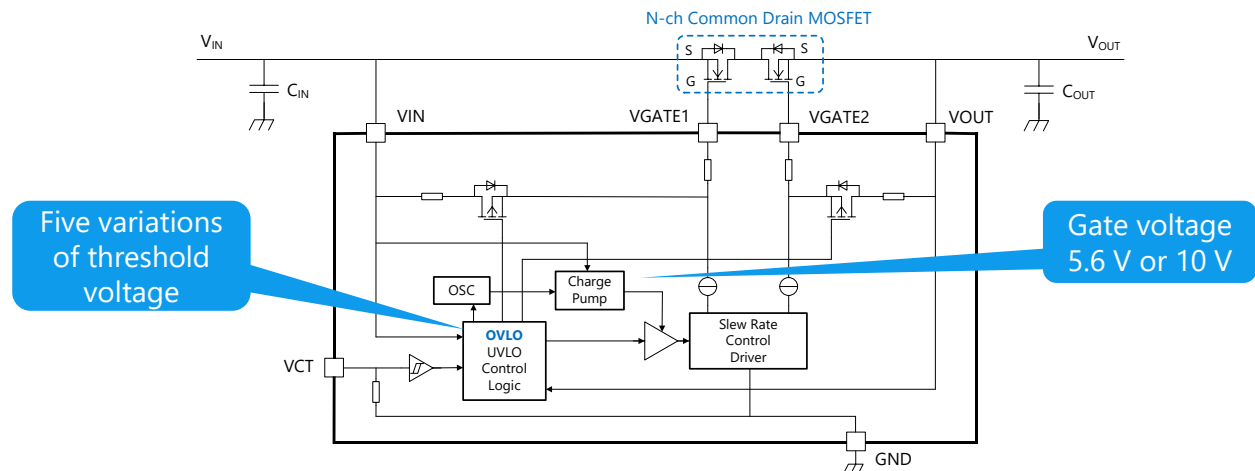 N-ch Common Drain MOSFET
VIN
VOUT
S
S
G
G
CIN
COUT
VIN
VGATE1
VGATE2
VOUT
Five variations
of threshold
voltage
Gate voltage
5.6 V or 10 V
OSC
Charge
Pump
OVLO
UVLO
Control
Logic
Slew Rate
Control
Driver
VCT
GND